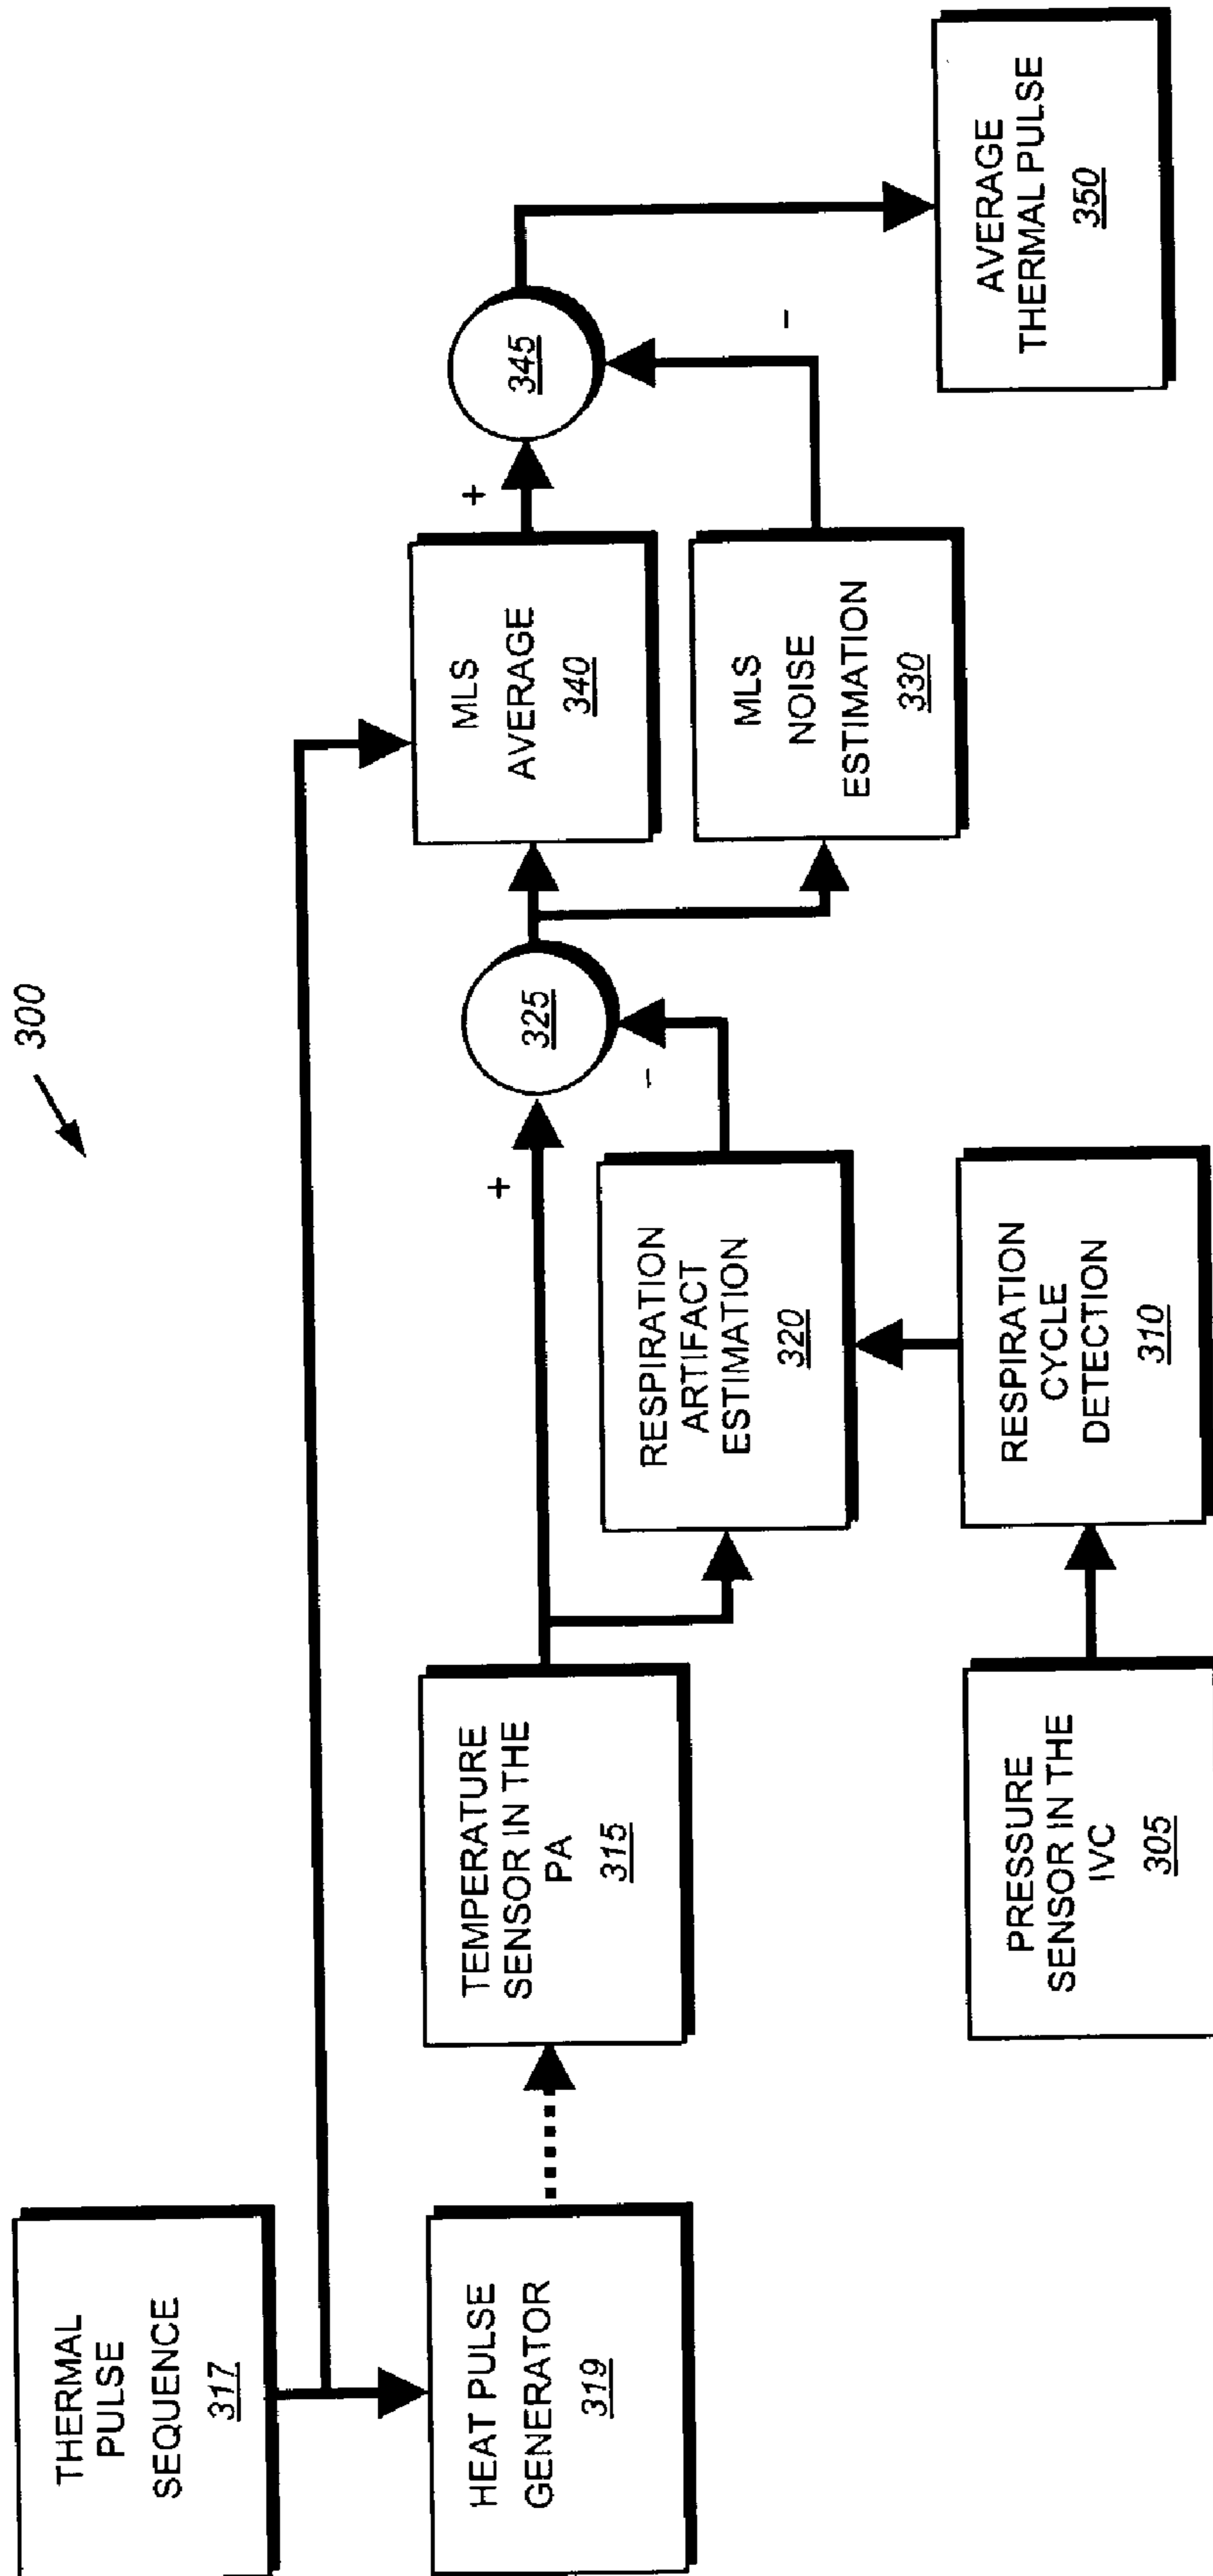 300
THERMAL
PULSE
SEQUENCE
317
HEAT PULSE
GENERATOR
319
TEMPERATURE
SENSOR IN THE
PA
315
PRESSURE
SENSOR IN THE
IVC
305
RESPIRATION
CYCLE
DETECTION
310
RESPIRATION
ARTIFACT
ESTIMATION
320
+
-
325
MLS
AVERAGE
340
MLS
NOISE
ESTIMATION
330
+
-
345
AVERAGE
THERMAL PULSE
350